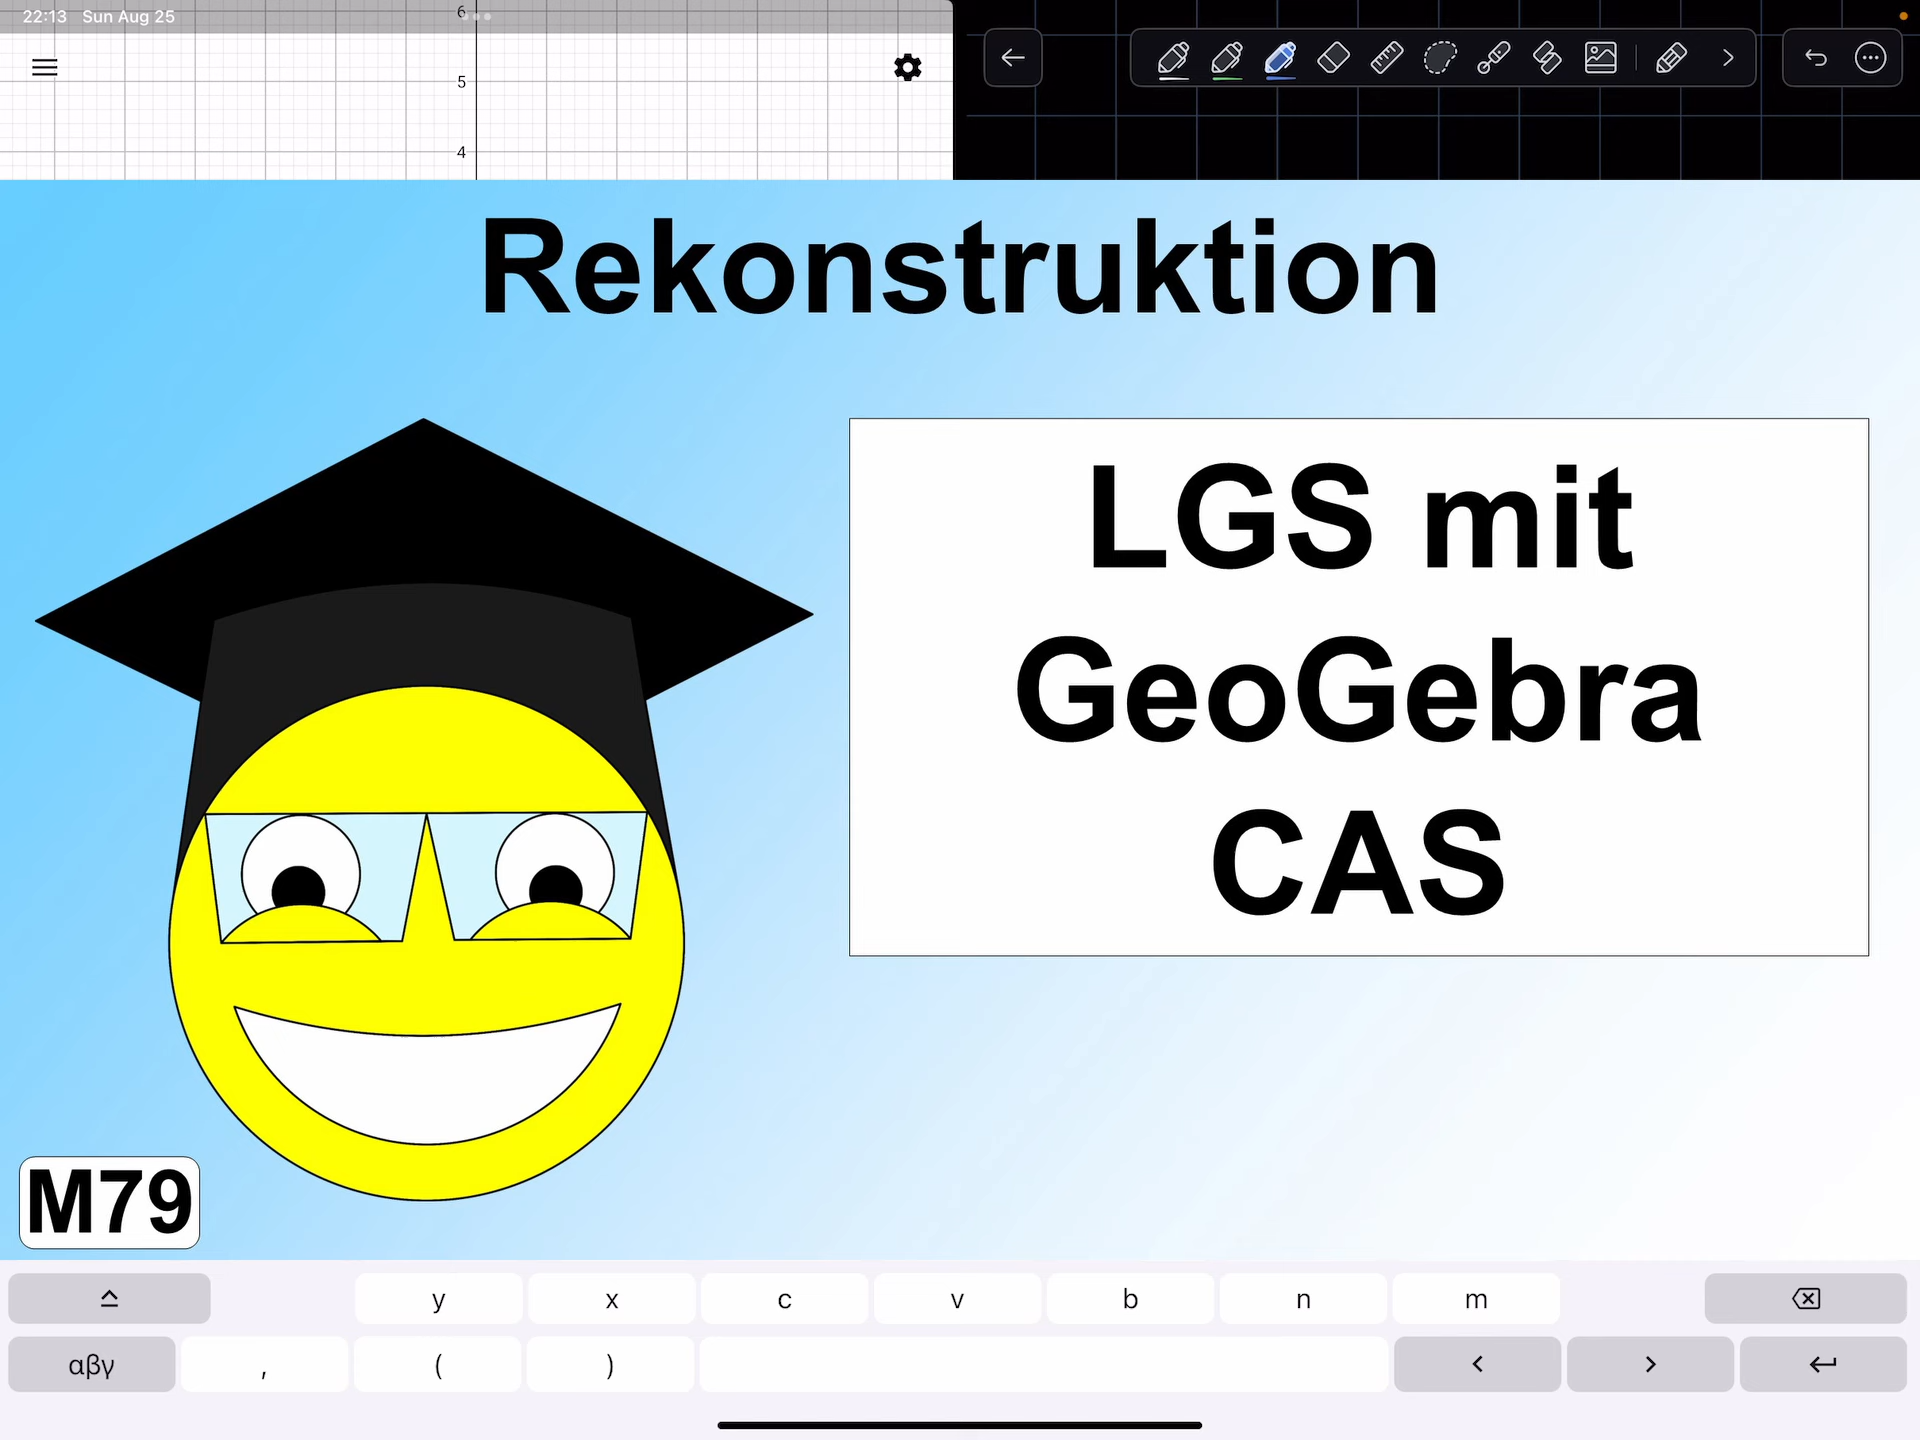 22:13 Sun Aug 25
6
5
4
Rekonstruktion
LGS mit
GeoGebra
CAS
M79
y x c v b n m
αβγ , ( ) < >